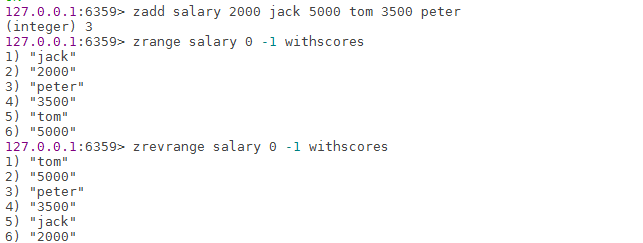 127.0.0.1:6359> zadd salary 2000 jack 5000 tom 3500 peter
(integer) 3
127.0.0.1:6359> zrange salary 0 -1 withscores
1) "jack"
2) "2000"
3) "peter"
4) "3500"
5) "tom"
6) "5000"
127.0.0.1:6359> zrevrange salary 0 -1 withscores
1) "tom"
2) "5000"
3) "peter"
4) "3500"
5) "jack"
6) "2000"